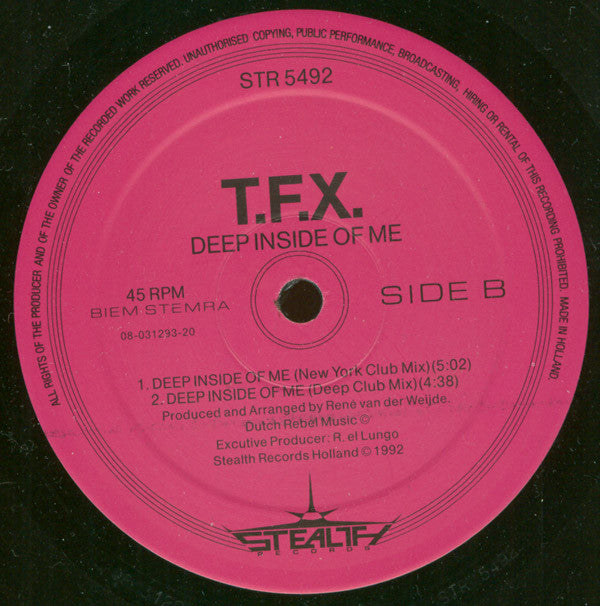 ALL RIGHTS OF THE PRODUCER AND OF THE OWNER OF THE RECORDED WORK RESERVED. UNAUTHORISED COPYING, PUBLIC PERFORMANCE, BROADCASTING, HIRING OR RENTAL OF THIS RECORDING PROHIBITED. MADE IN HOLLAND.
STR 5492
T.F.X.
DEEP INSIDE OF ME
45 RPM
BIEM STEMRA
SIDE B
08-031293-20
1. DEEP INSIDE OF ME (New York Club Mix)(5:02)
2. DEEP INSIDE OF ME (Deep Club Mix)(4:38)
Produced and Arranged by René van der Weijde.
Dutch Rebel Music ©
Excutive Producer: R. el Lungo
Stealth Records Holland © 1992
STEALTH
RECORDS